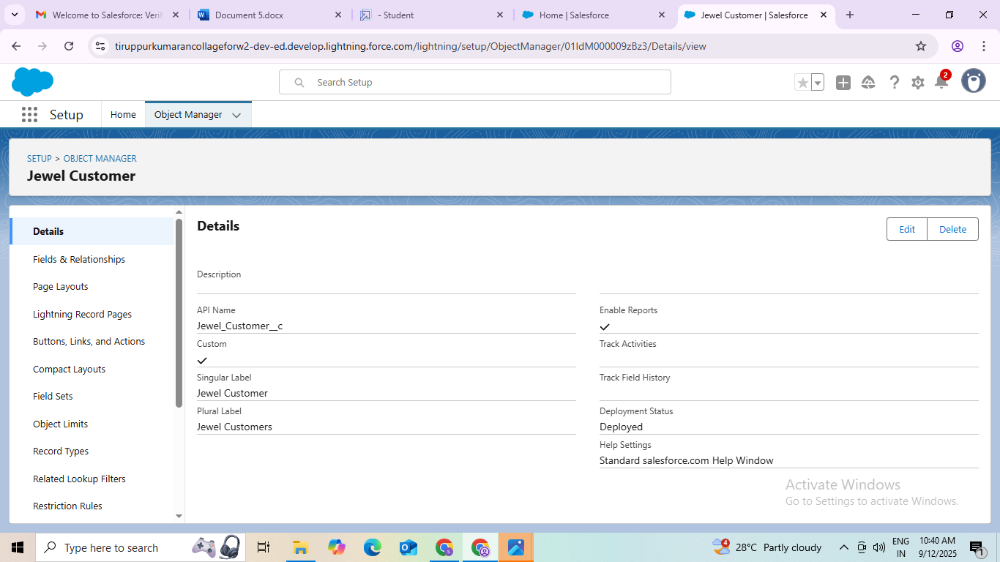 Welcome to Salesforce: Verif
Document 5.docx
- Student
Home | Salesforce
Jewel Customer | Salesforce
tiruppurkumarancollageforw2-dev-ed.develop.lightning.force.com/lightning/setup/ObjectManager/01IdM000009zBz3/Details/view
Search Setup
2
Setup
Home
Object Manager
SETUP > OBJECT MANAGER
Jewel Customer
Details
Fields & Relationships
Page Layouts
Lightning Record Pages
Buttons, Links, and Actions
Compact Layouts
Field Sets
Object Limits
Record Types
Related Lookup Filters
Restriction Rules
Details
Edit
Delete
Description
API Name
Jewel_Customer__c
Custom
Singular Label
Jewel Customer
Plural Label
Jewel Customers
Enable Reports
Track Activities
Track Field History
Deployment Status
Deployed
Help Settings
Standard salesforce.com Help Window
Activate Windows
Go to Settings to activate Windows.
Type here to search
4
28°C Partly cloudy
ENG
IN
10:40 AM
9/12/2025
1